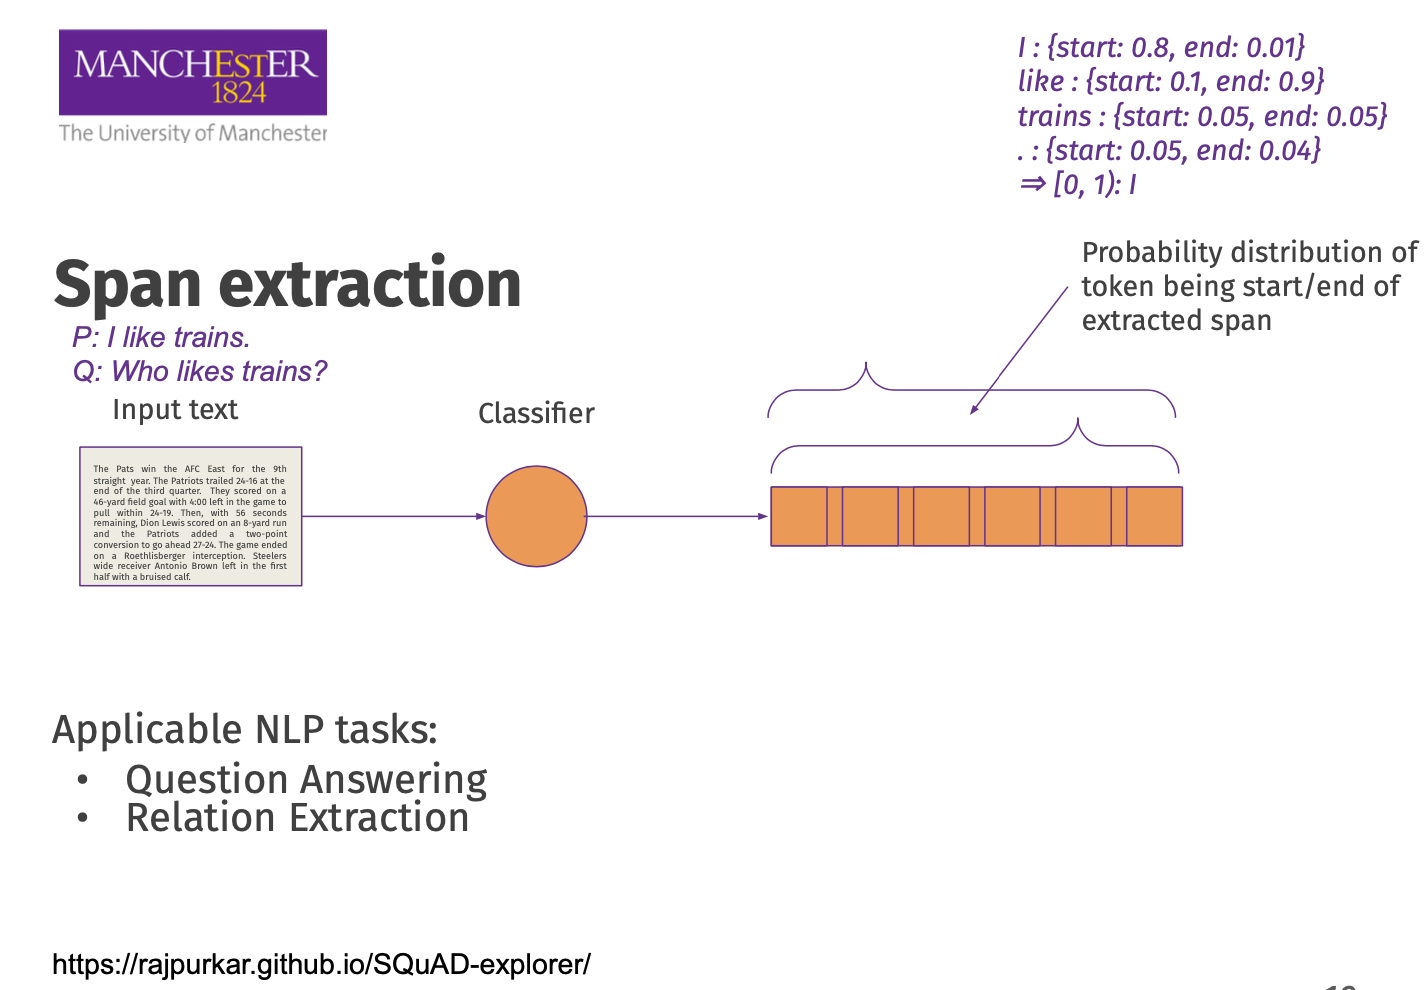 MANCHESTER
1824
The University of Manchester
I : {start: 0.8, end: 0.01}
like : {start: 0.1, end: 0.9}
trains : {start: 0.05, end: 0.05}
. : {start: 0.05, end: 0.04}
⇒ [0, 1): I
Probability distribution of
token being start/end of
extracted span
Span extraction
P: I like trains.
Q: Who likes trains?
Input text
Classifier
The Pats win the AFC East for the 9th
straight year. The Patriots trailed 24-16 at the
end of the third quarter. They scored on a
46-yard field goal with 4:00 left in the game to
pull within 24-19. Then, with 56 seconds
remaining, Dion Lewis scored on an 8-yard run
and the Patriots added a two-point
conversion to go ahead 27-24. The game ended
on a Roethlisberger interception. Steelers
wide receiver Antonio Brown left in the first
half with a bruised calf.
Applicable NLP tasks:
• Question Answering
• Relation Extraction
https://rajpurkar.github.io/SQuAD-explorer/